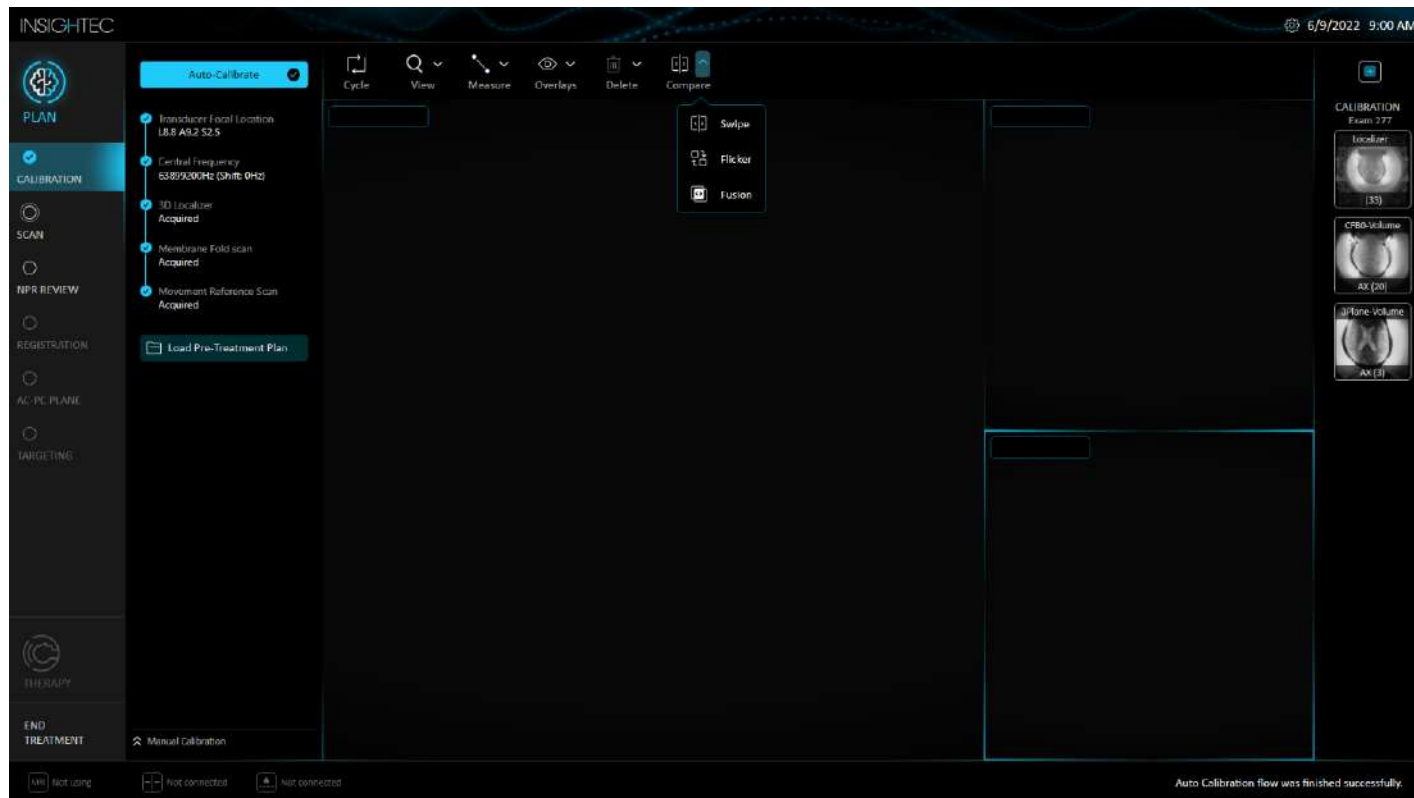 INSIGHTEC
6/9/2022 9:00 AM
PLAN
CALIBRATION
SCAN
NPR REVIEW
REGISTRATION
AC-PC PLANE
TARGETING
THERAPY
END
TREATMENT
Auto-Calibrate
Transducer Focal Location
L8.8 A9.2 S2.5
Central Frequency
63899200Hz (Shift: 0Hz)
3D Localizer
Acquired
Membrane Fold scan
Acquired
Movement Reference Scan
Acquired
Load Pre-Treatment Plan
Manual Calibration
Cycle
View
Measure
Overlays
Delete
Compare
Swipe
Flicker
Fusion
CALIBRATION
Exam 277
Localizer
(33)
CFB0-Volume
AX (20)
3Plane-Volume
AX (3)
MR Not using
Not connected
Not connected
Auto Calibration flow was finished successfully.